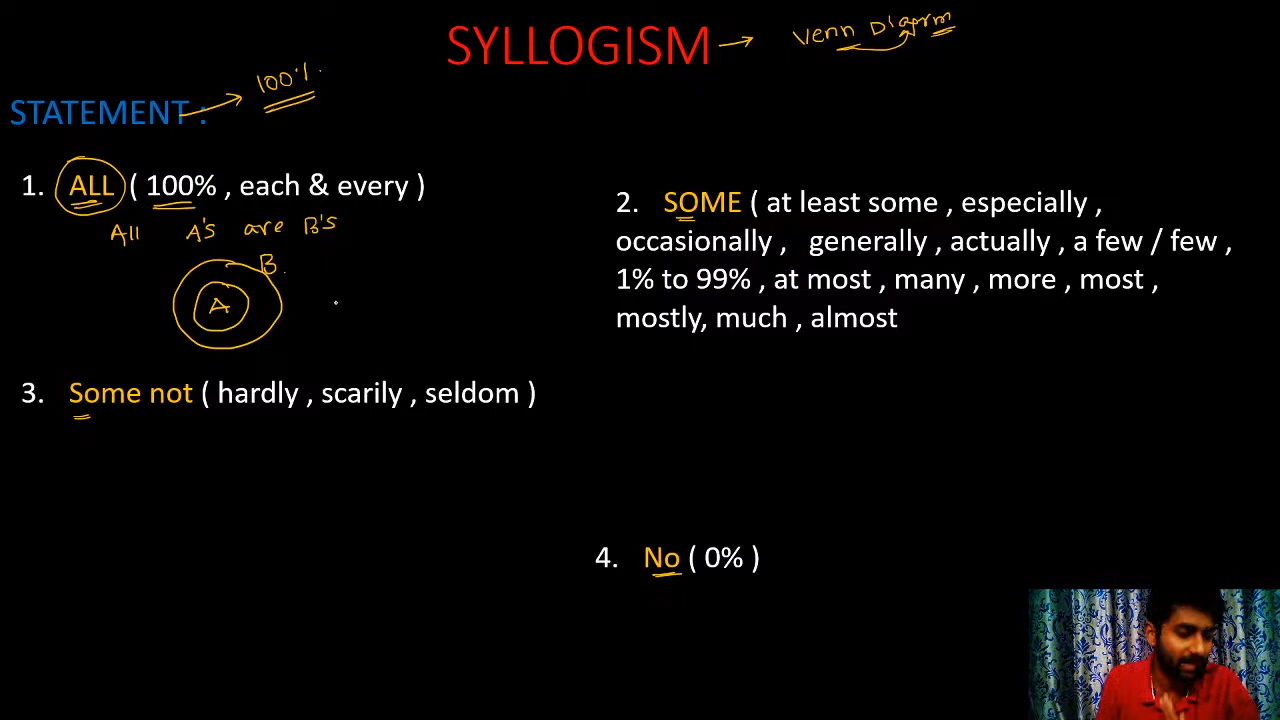 SYLLOGISM → Venn Diagrm
STATEMENT : → 100%
1. ALL ( 100% , each & every )
All A's are B's
B
A
2. SOME ( at least some , especially ,
occasionally , generally , actually , a few / few ,
1% to 99% , at most , many , more , most ,
mostly, much , almost
3. Some not ( hardly , scarily , seldom )
4. No ( 0% )